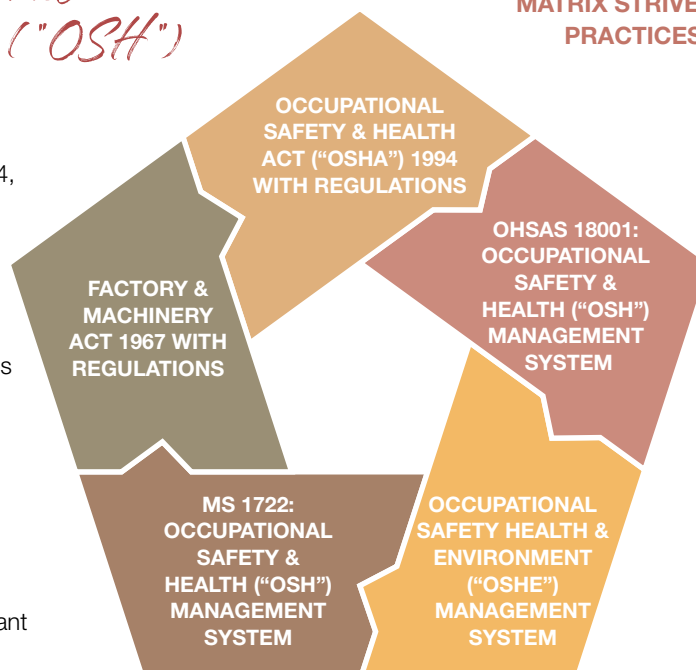 ("OSH")
MATRIX STRIVE
PRACTICES
OCCUPATIONAL
SAFETY & HEALTH
ACT (“OSHA”) 1994
WITH REGULATIONS
4,
OHSAS 18001:
OCCUPATIONAL
SAFETY &
HEALTH (“OSH”)
MANAGEMENT
SYSTEM
FACTORY &
MACHINERY
ACT 1967 WITH
REGULATIONS
s
MS 1722:
OCCUPATIONAL
SAFETY &
HEALTH (“OSH”)
MANAGEMENT
SYSTEM
OCCUPATIONAL
SAFETY HEALTH &
ENVIRONMENT
(“OSHE”)
MANAGEMENT
SYSTEM
ant